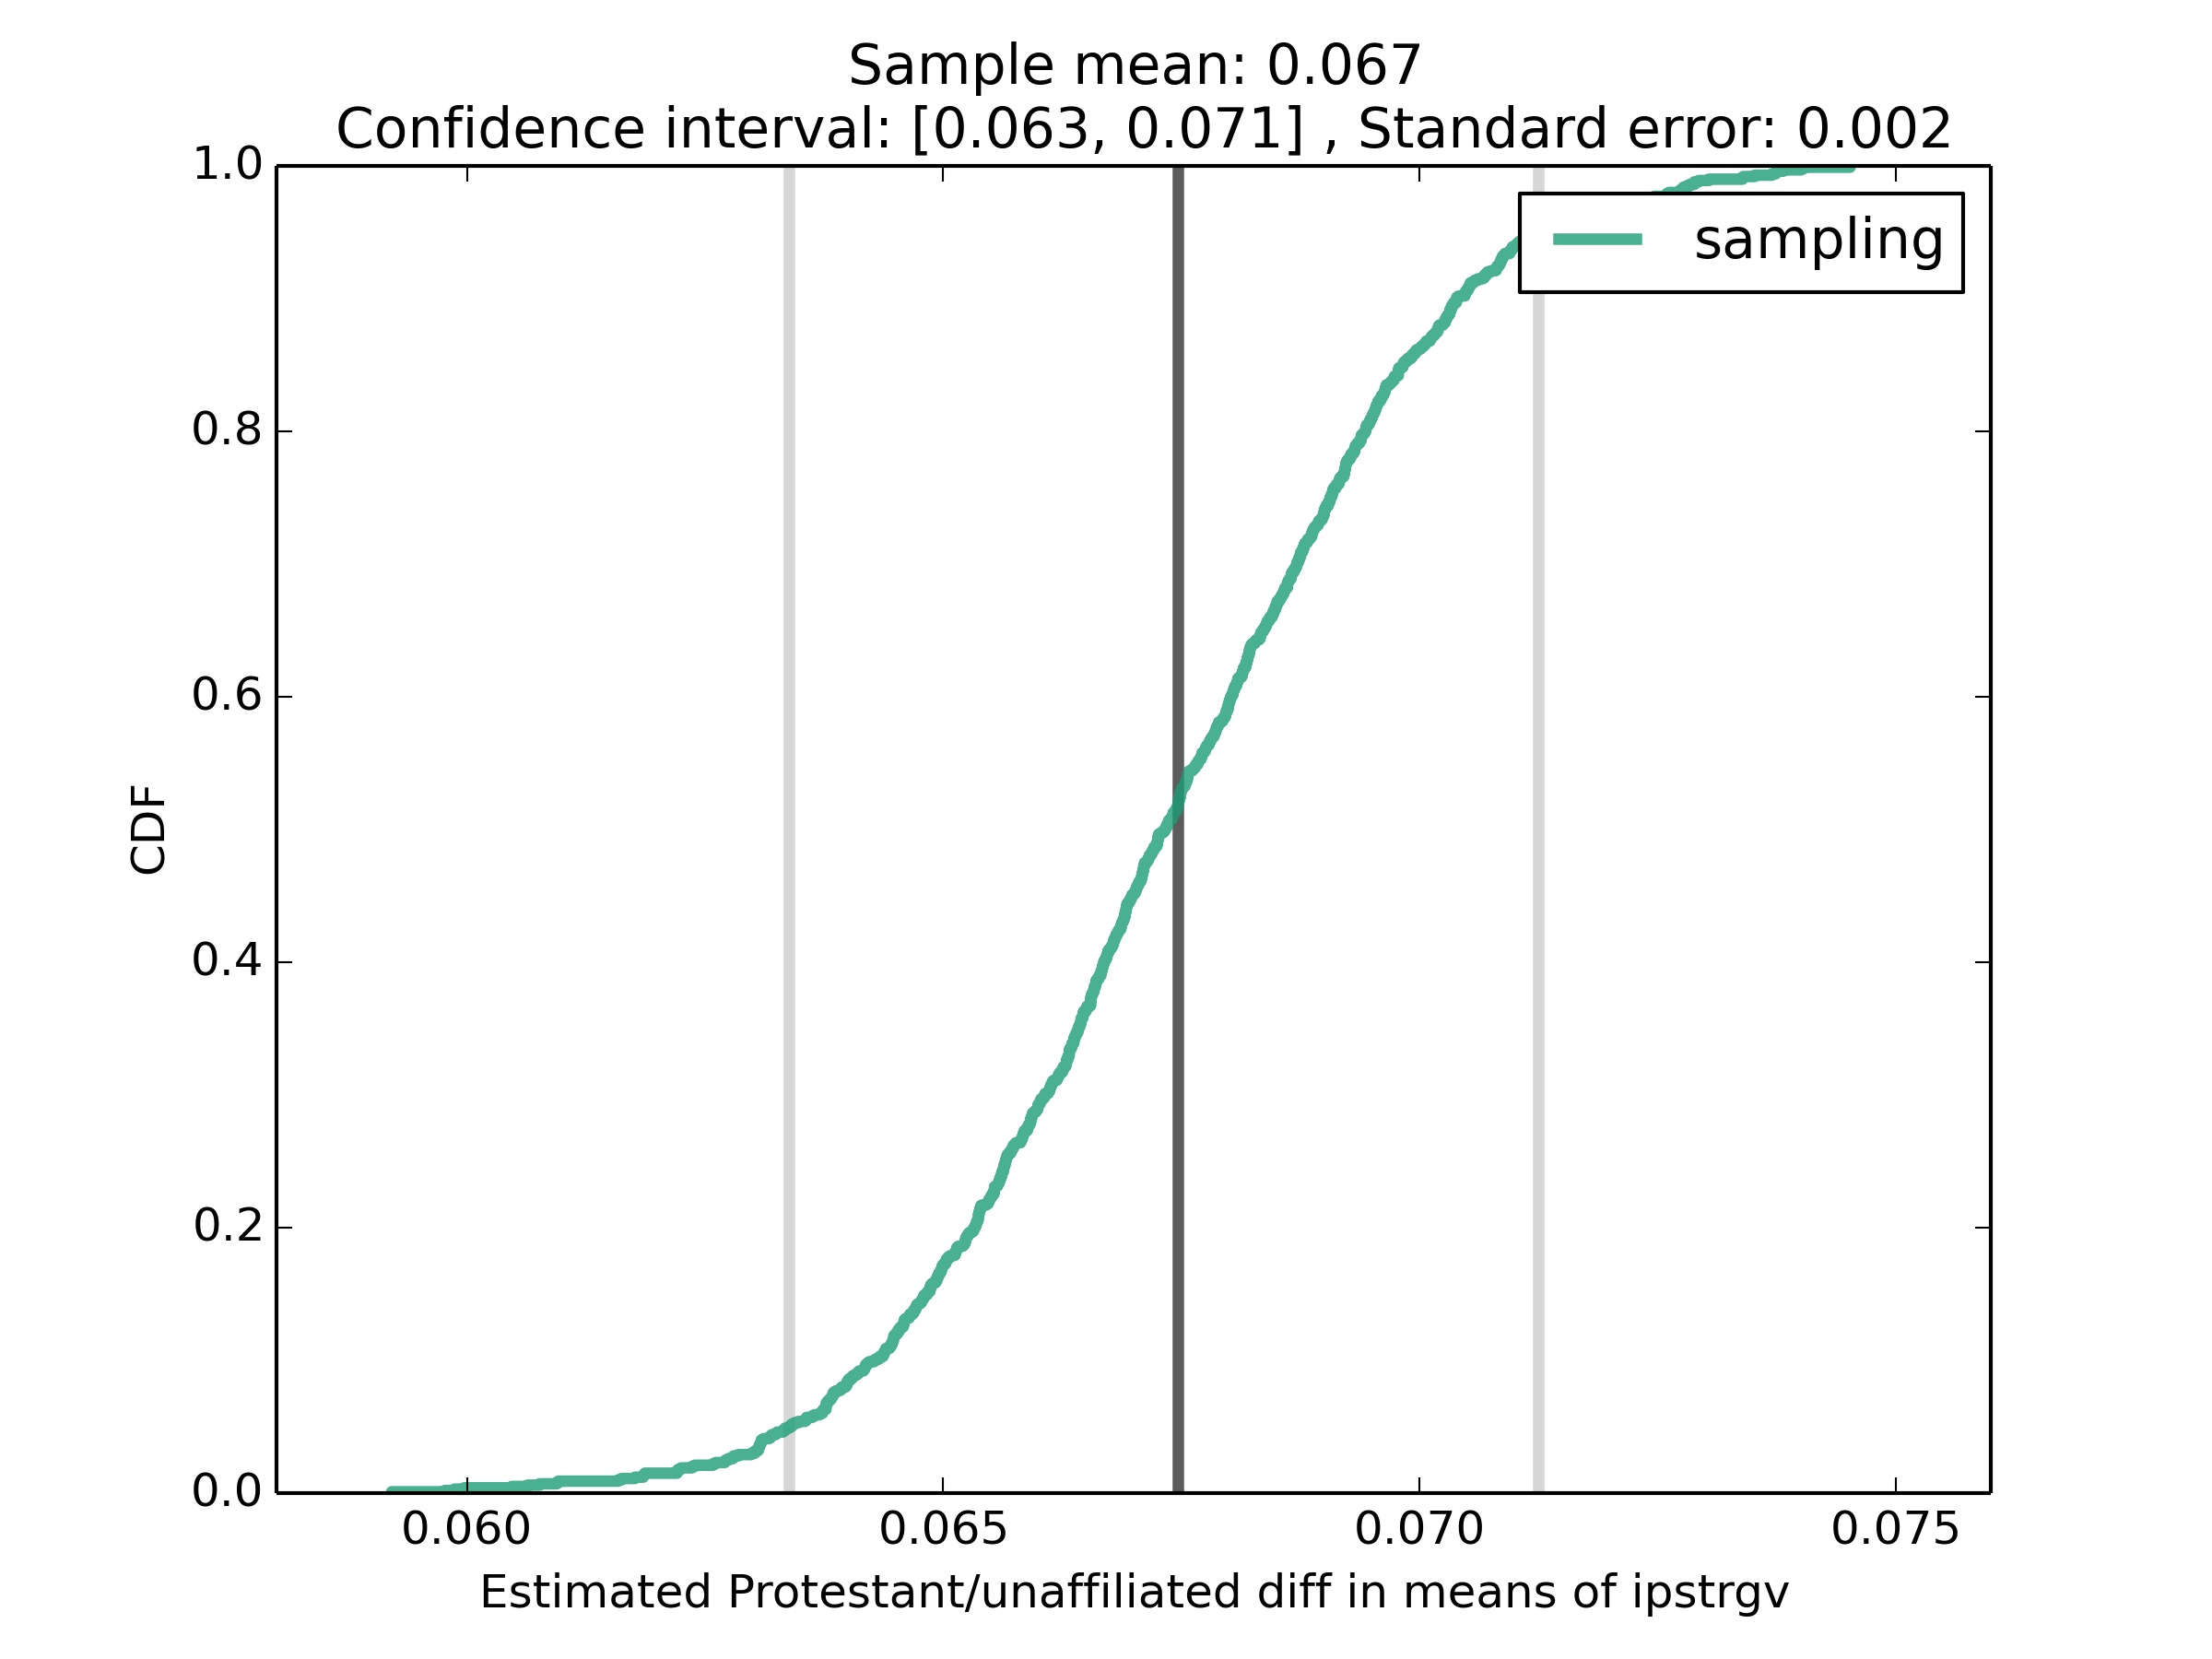 Sample mean: 0.067
Confidence interval: [0.063, 0.071] , Standard error: 0.002
1.0
sampling
0.8
0.6
CDF
0.4
0.2
0.0
0.060 0.065 0.070 0.075
Estimated Protestant/unaffiliated diff in means of ipstrgv